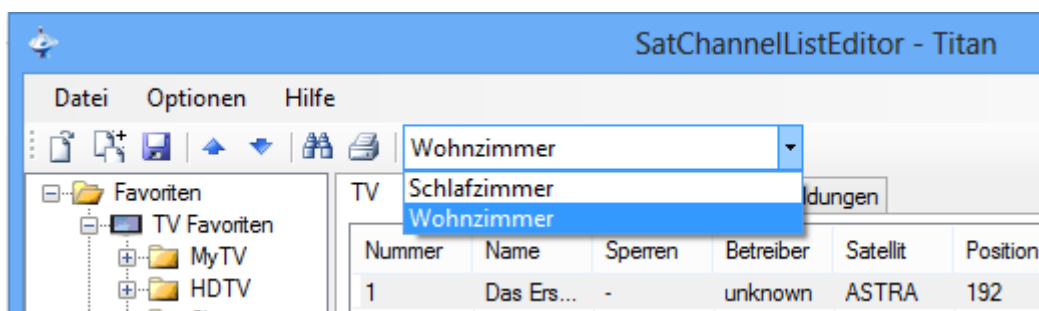 SatChannelListEditor - Titan
Datei Optionen Hilfe
Wohnzimmer
Favoriten TV Schlafzimmer
TV Favoriten Wohnzimmer
MyTV Nummer Name Sperren Betreiber Satellit Position
HDTV 1 Das Ers... - unknown ASTRA 192